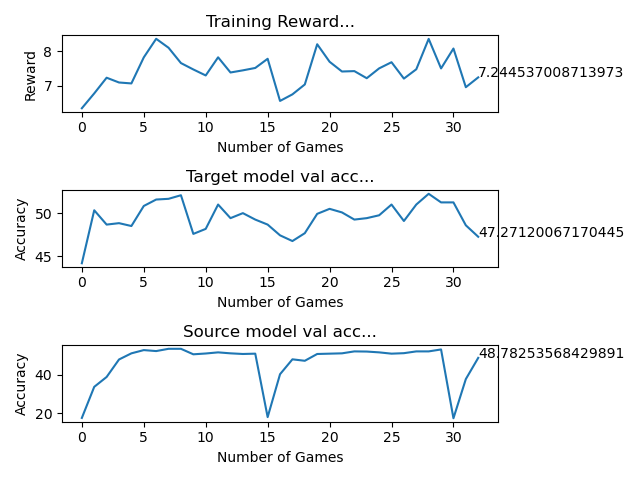 Training Reward...
Reward
8
7
7.244537008713973
0 5 10 15 20 25 30
Number of Games
Target model val acc...
Accuracy
50
45
47.27120067170445
0 5 10 15 20 25 30
Number of Games
Source model val acc...
Accuracy
40
20
48.78253568429891
0 5 10 15 20 25 30
Number of Games